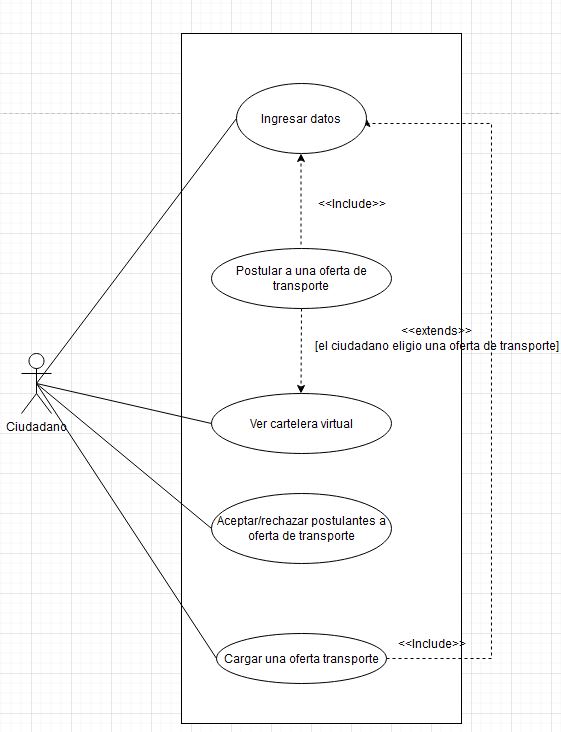 Ingresar datos
<<Include>>
Postular a una oferta de
transporte
<<extends>>
[el ciudadano eligio una oferta de transporte]
Ciudadano
Ver cartelera virtual
Aceptar/rechazar postulantes a
oferta de transporte
<<Include>>
Cargar una oferta transporte